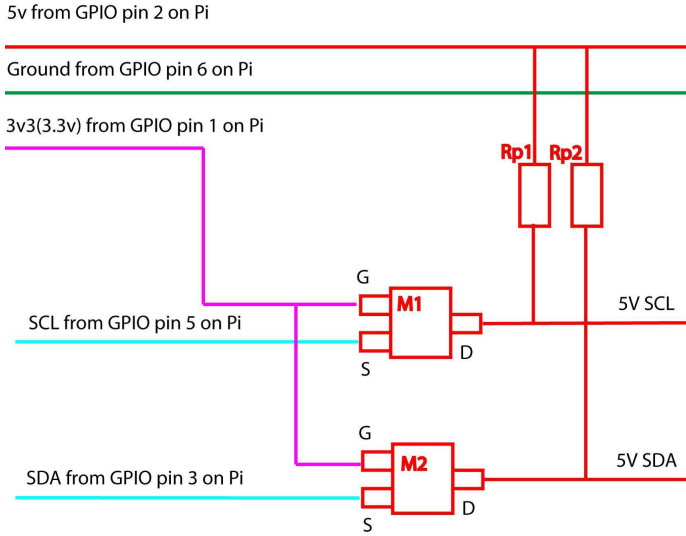 5v from GPIO pin 2 on Pi
Ground from GPIO pin 6 on Pi
3v3(3.3v) from GPIO pin 1 on Pi
Rp1 Rp2
G
M1
5V SCL
SCL from GPIO pin 5 on Pi
D
S
G
M2
5V SDA
SDA from GPIO pin 3 on Pi
D
S